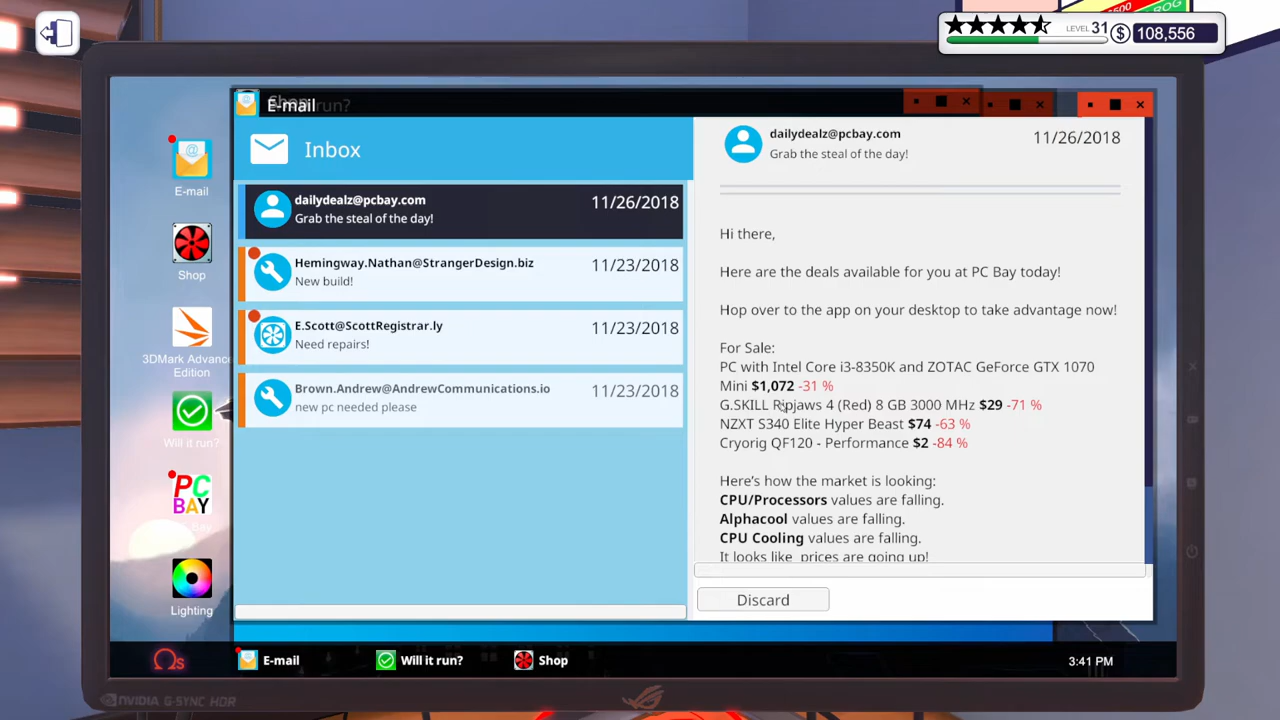 LEVEL 31 $ 108,556
E-mail
Inbox
dailydealz@pcbay.com 11/26/2018
Grab the steal of the day!
Hemingway.Nathan@StrangerDesign.biz 11/23/2018
New build!
E.Scott@ScottRegistrar.ly 11/23/2018
Need repairs!
Brown.Andrew@AndrewCommunications.io 11/23/2018
new pc needed please
dailydealz@pcbay.com 11/26/2018
Grab the steal of the day!
Hi there,
Here are the deals available for you at PC Bay today!
Hop over to the app on your desktop to take advantage now!
For Sale:
PC with Intel Core i3-8350K and ZOTAC GeForce GTX 1070
Mini $1,072 -31 %
G.SKILL Ripjaws 4 (Red) 8 GB 3000 MHz $29 -71 %
NZXT S340 Elite Hyper Beast $74 -63 %
Cryorig QF120 - Performance $2 -84 %
Here's how the market is looking:
CPU/Processors values are falling.
Alphacool values are falling.
CPU Cooling values are falling.
It looks like prices are going up!
Discard
E-mail
Shop
3DMark Advance
Edition
Will it run?
PC
BAY
Lighting
E-mail Will it run? Shop 3:41 PM
NVIDIA G-SYNC HDR